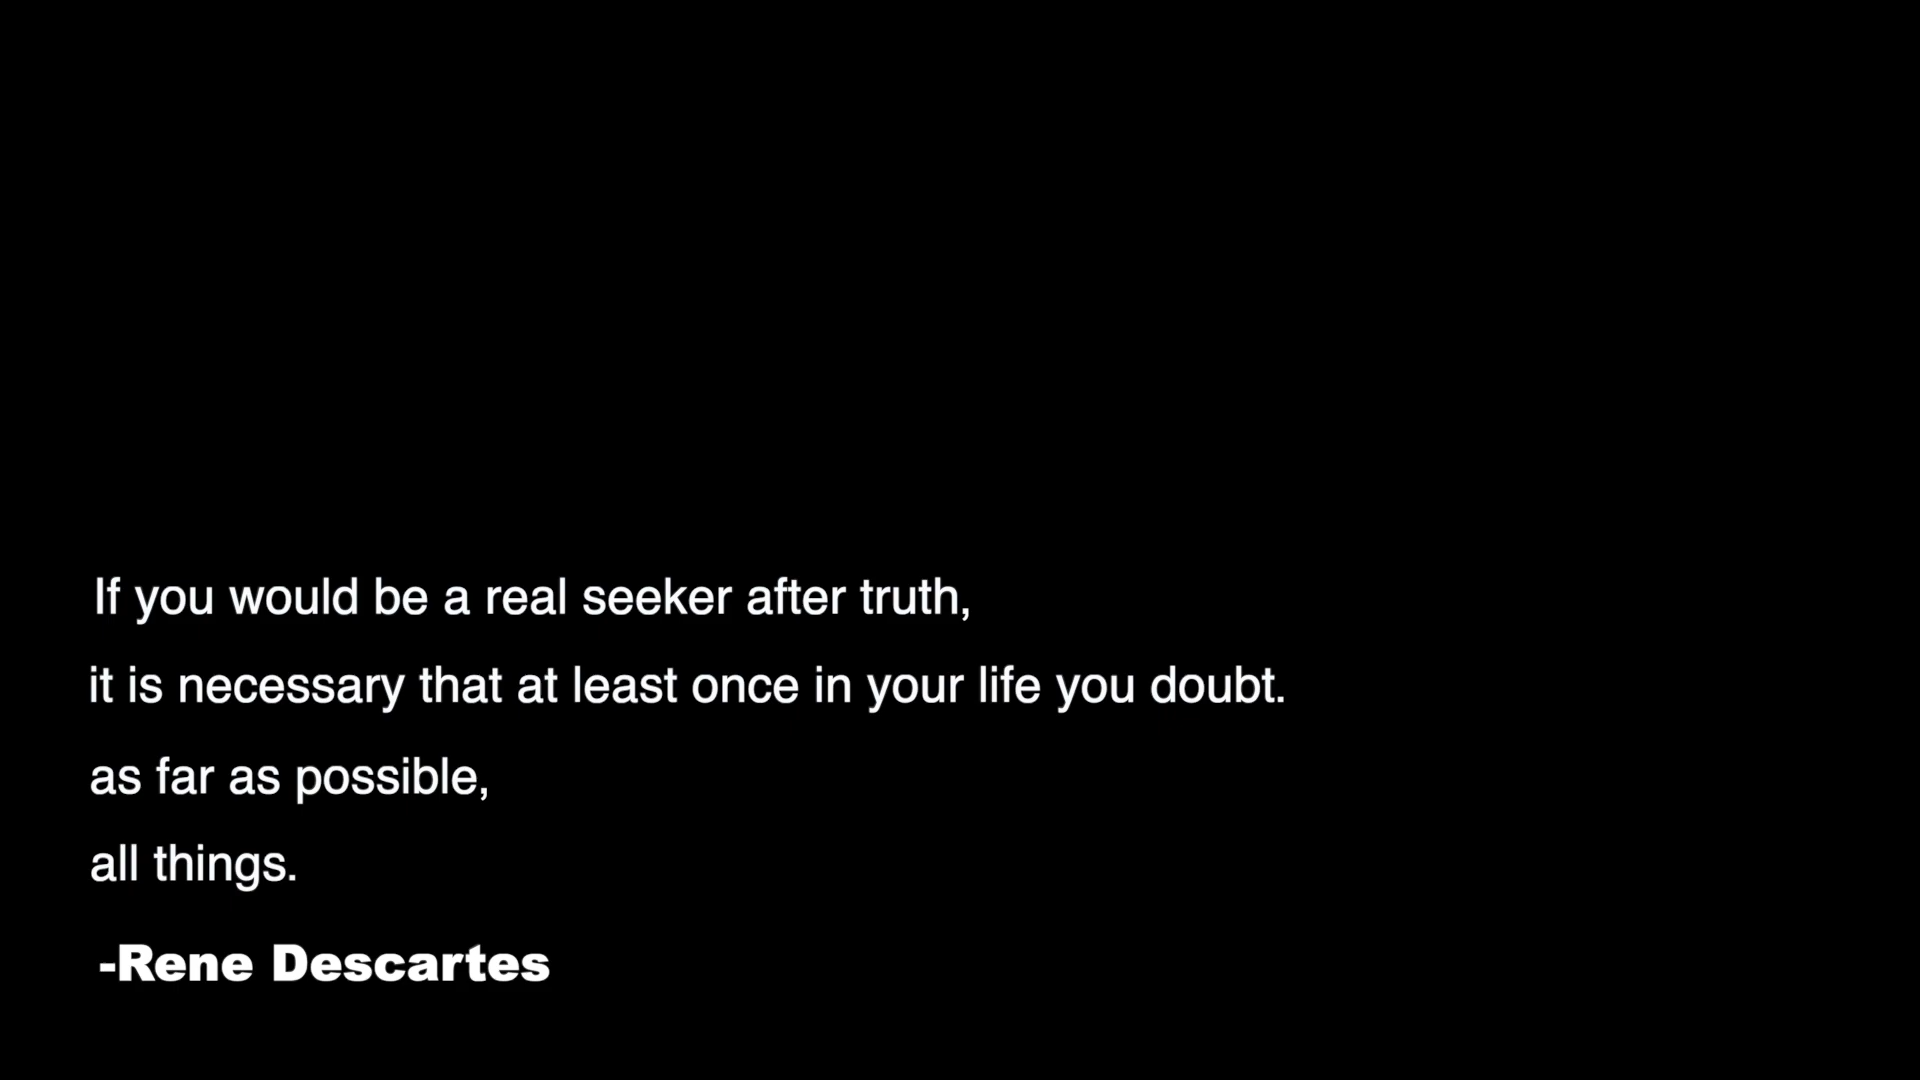 If you would be a real seeker after truth,
it is necessary that at least once in your life you doubt.
as far as possible,
all things.
-Rene Descartes